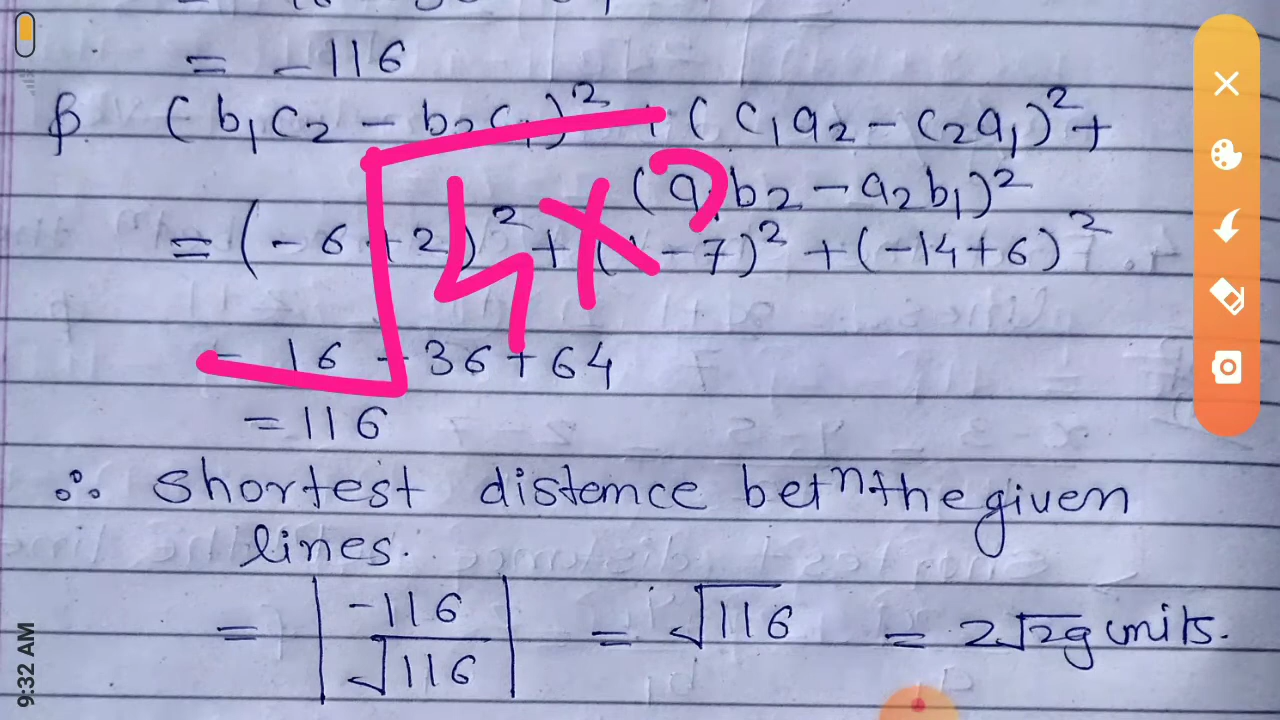 = -116
& (b₁c₂ - b₂c₁)² + (c₁a₂ - c₂a₁)² +
(a₁b₂ - a₂b₁)²
= (-6+2)² + (1-7)² + (-14+6)²
= 16 + 36 + 64
= 116
∴ Shortest distance betⁿ the given
lines.
= | -116 / √116 | = √116 = 2√29 units.
9:32 AM